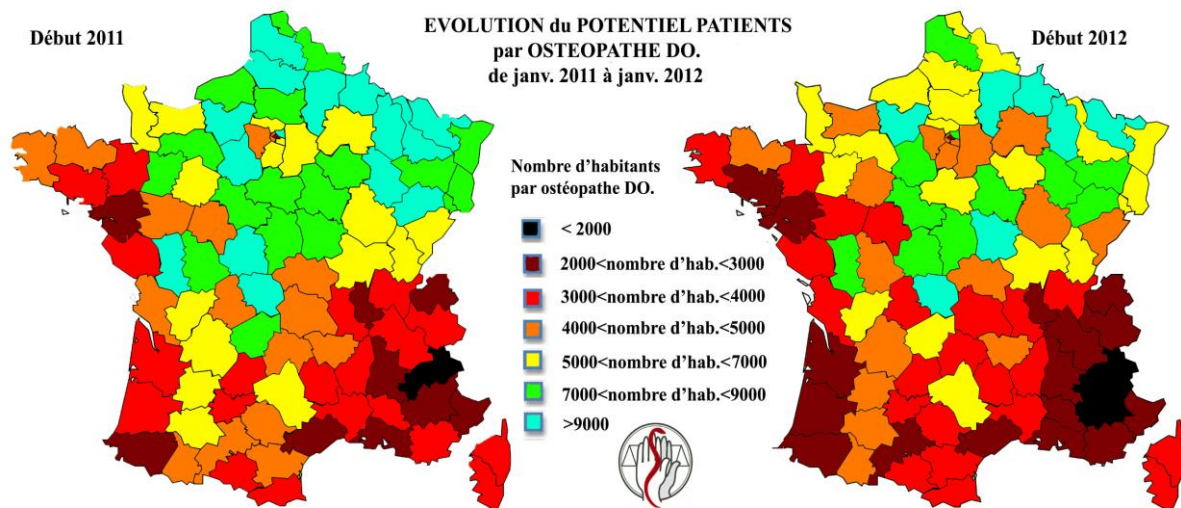 EVOLUTION du POTENTIEL PATIENTS
par OSTEOPATHE DO.
de janv. 2011 à janv. 2012
Début 2011
Début 2012
Nombre d'habitants
par ostéopathe DO.
< 2000
2000<nombre d'hab.<3000
3000<nombre d'hab.<4000
4000<nombre d'hab.<5000
5000<nombre d'hab.<7000
7000<nombre d'hab.<9000
>9000